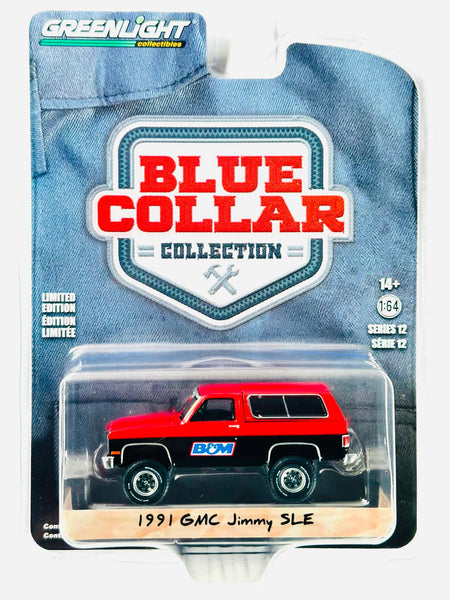 GREENLIGHT
collectibles
BLUE
COLLAR
COLLECTION
LIMITED
EDITION
ÉDITION
LIMITÉE
14+
1:64
SERIES 12
SÉRIE 12
B&M
1991 GMC Jimmy SLE